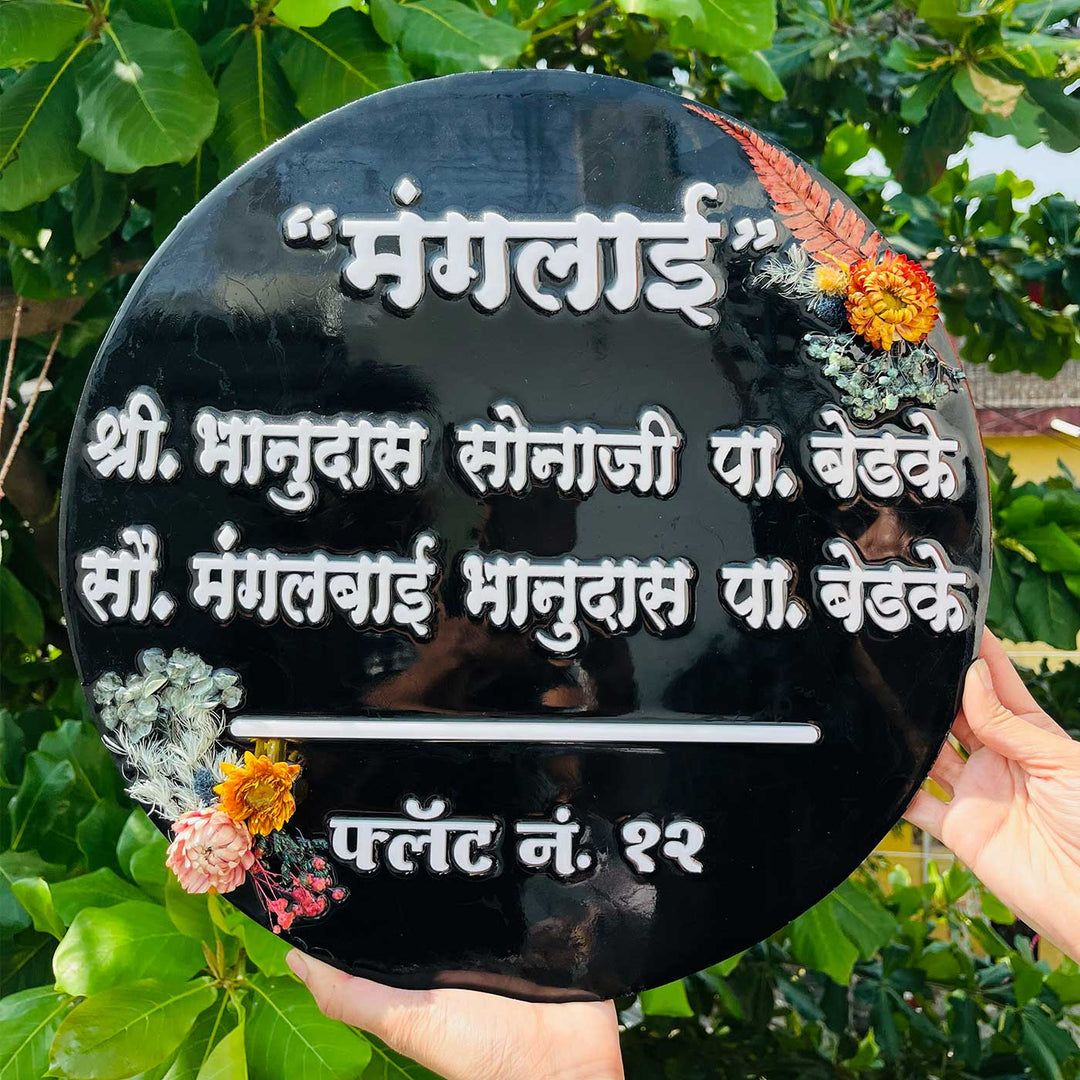 “मंगलाई”
श्री. भानुदास सोनाजी पा. बेडके
सौ. मंगलबाई भानुदास पा. बेडके
फ्लॅट नं. १२